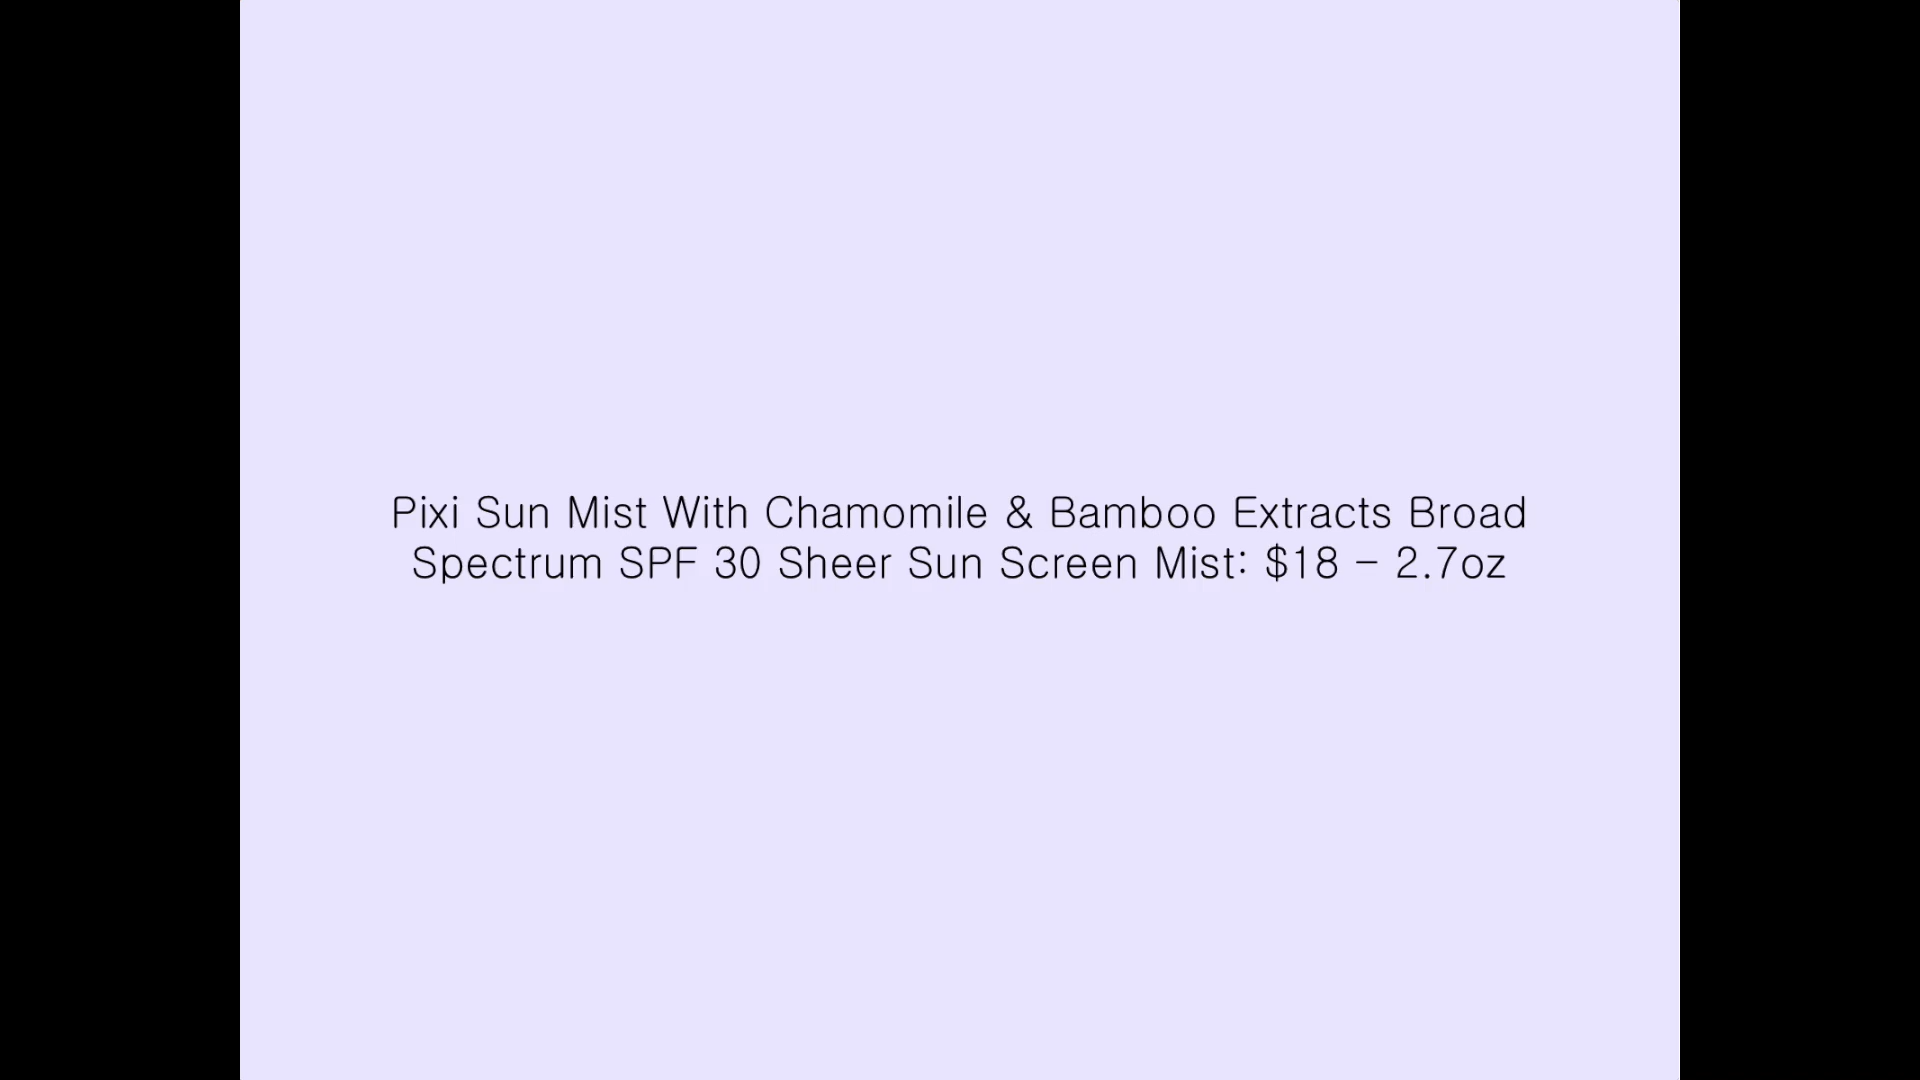 Pixi Sun Mist With Chamomile & Bamboo Extracts Broad
Spectrum SPF 30 Sheer Sun Screen Mist: $18 – 2.7oz